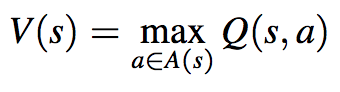 V(s) = max Q(s, a)
a∈A(s)